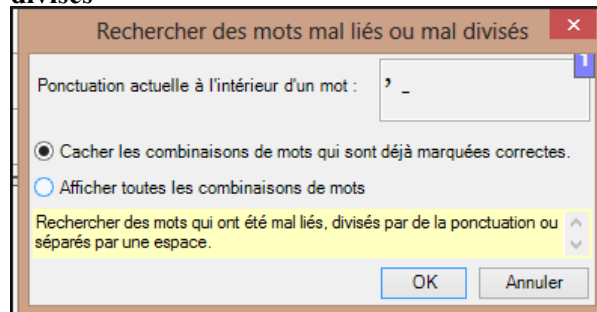 divisés
Rechercher des mots mal liés ou mal divisés
Ponctuation actuelle à l'intérieur d'un mot : ’ -
1
Cacher les combinaisons de mots qui sont déjà marquées correctes.
Afficher toutes les combinaisons de mots
Rechercher des mots qui ont été mal liés, divisés par de la ponctuation ou
séparés par une espace.
OK Annuler